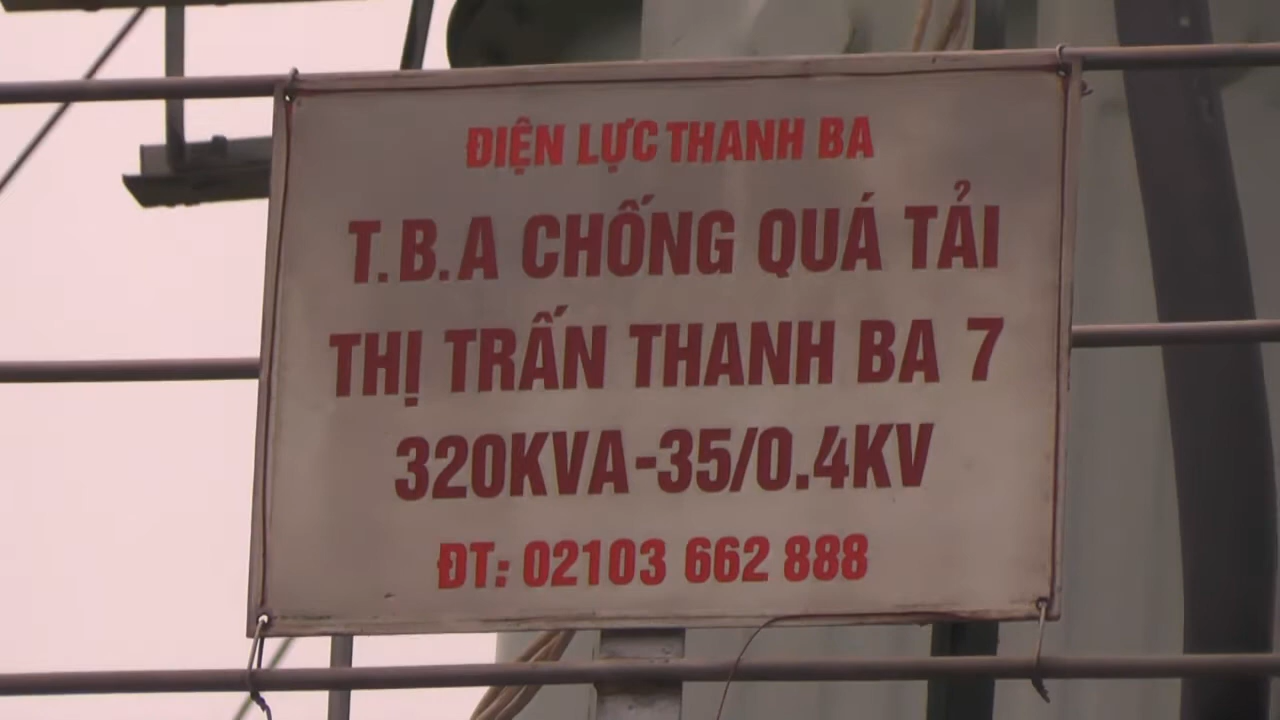 ĐIỆN LỰC THANH BA
T.B.A CHỐNG QUÁ TẢI
THỊ TRẤN THANH BA 7
320KVA-35/0.4KV
ĐT: 02103 662 888